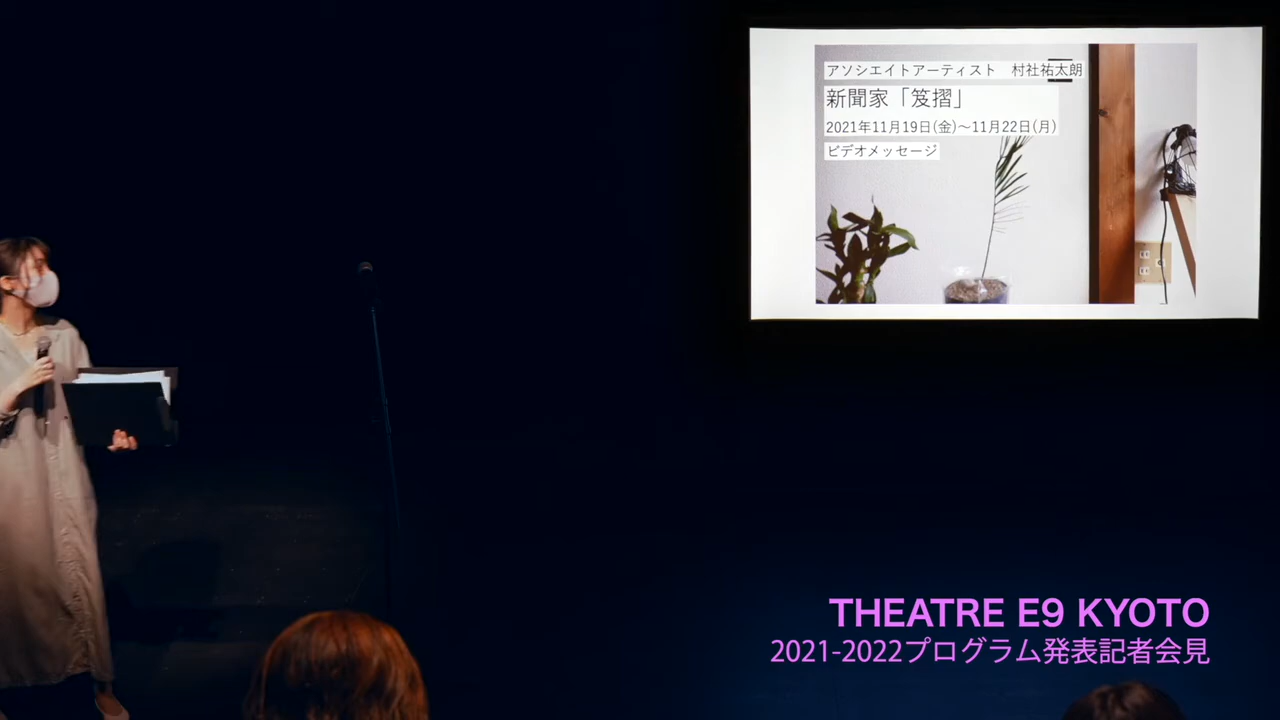 アソシエイトアーティスト　村社祐太朗
新聞家「笈摺」
2021年11月19日(金)～11月22日(月)
ビデオメッセージ
THEATRE E9 KYOTO
2021-2022プログラム発表記者会見